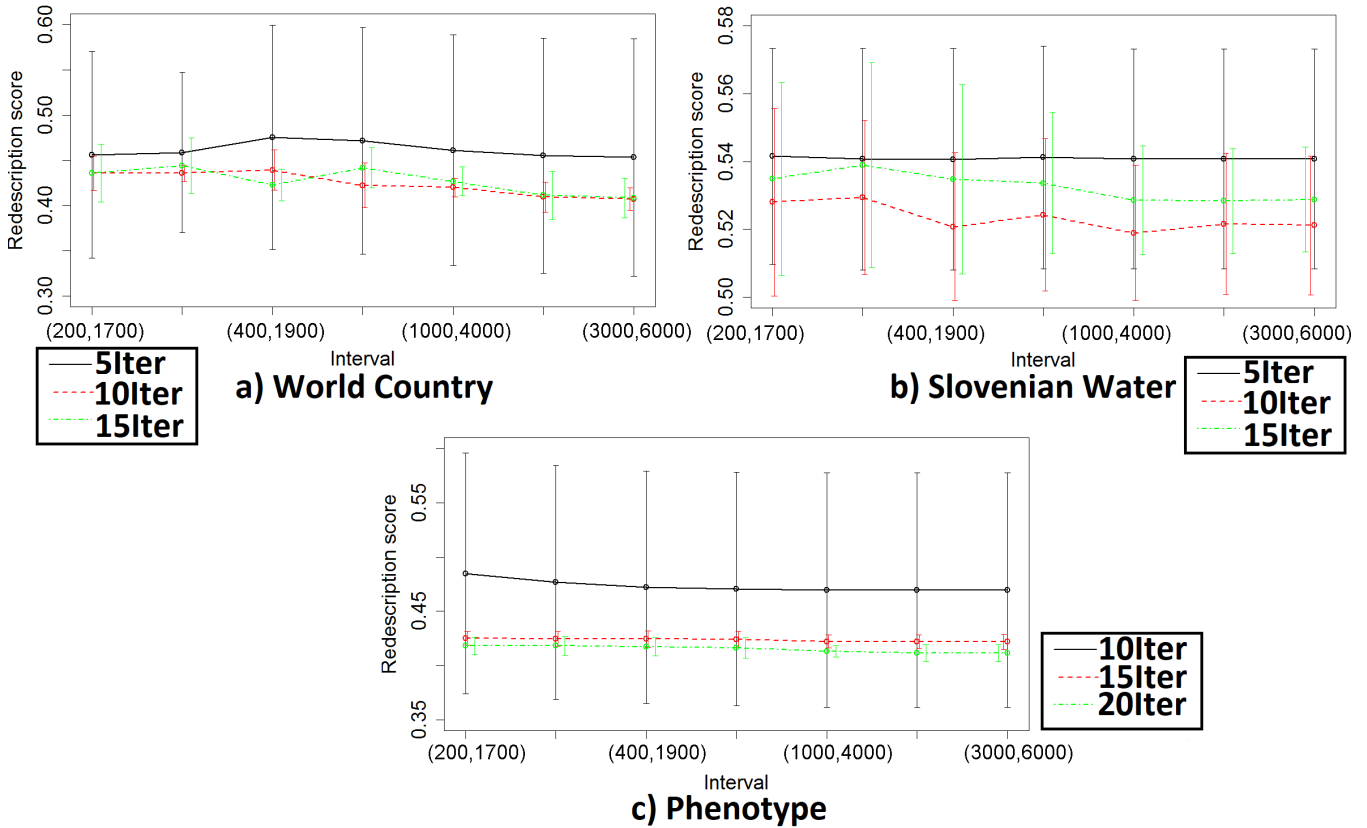 0.60
0.50
0.40
0.30
Redescription score
(200,1700)
(400,1900)
(1000,4000)
(3000,6000)
Interval
5Iter
10Iter
15Iter
a) World Country
0.58
0.56
0.54
0.52
0.50
Redescription score
(200,1700)
(400,1900)
(1000,4000)
(3000,6000)
Interval
b) Slovenian Water
5Iter
10Iter
15Iter
0.55
0.45
0.35
Redescription score
(200,1700)
(400,1900)
(1000,4000)
(3000,6000)
Interval
c) Phenotype
10Iter
15Iter
20Iter